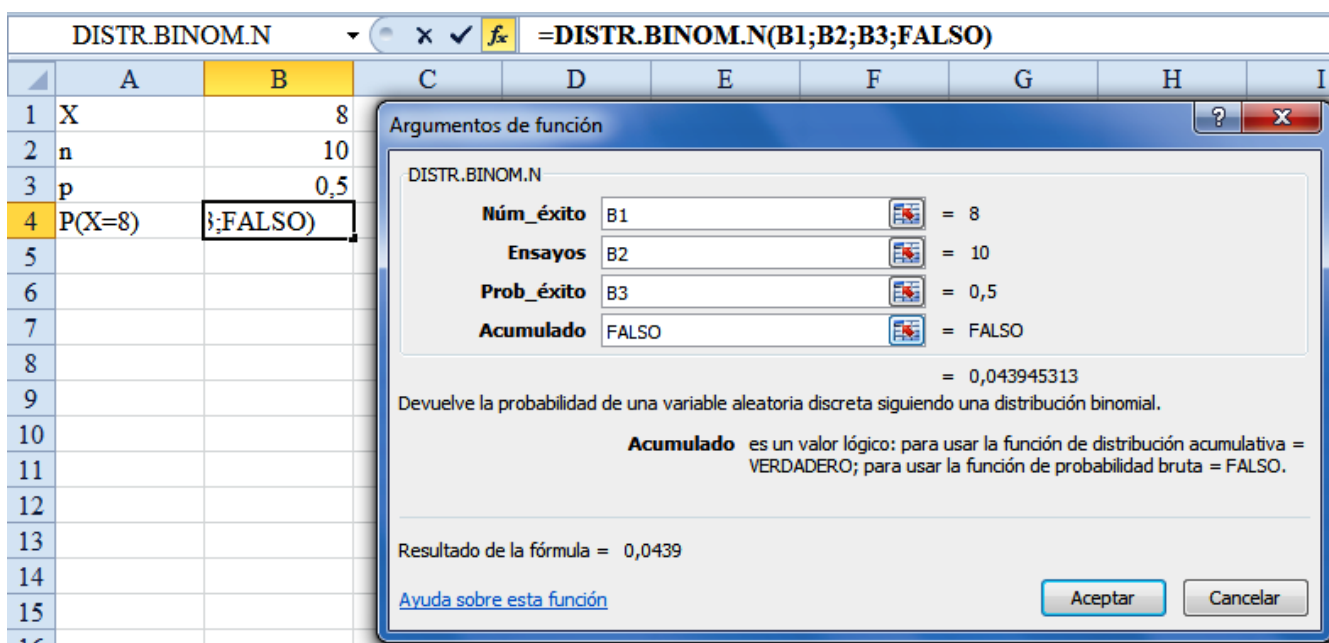 DISTR.BINOM.N =DISTR.BINOM.N(B1;B2;B3;FALSO)
A B C D E F G H I
1 X 8
2 n 10
3 p 0,5
4 P(X=8) 3;FALSO)
5
6
7
8
9
10
11
12
13
14
15
16
Argumentos de función
DISTR.BINOM.N
Núm_éxito B1 = 8
Ensayos B2 = 10
Prob_éxito B3 = 0,5
Acumulado FALSO = FALSO
= 0,043945313
Devuelve la probabilidad de una variable aleatoria discreta siguiendo una distribución binomial.
Acumulado es un valor lógico: para usar la función de distribución acumulativa =
VERDADERO; para usar la función de probabilidad bruta = FALSO.
Resultado de la fórmula = 0,0439
Ayuda sobre esta función Aceptar Cancelar